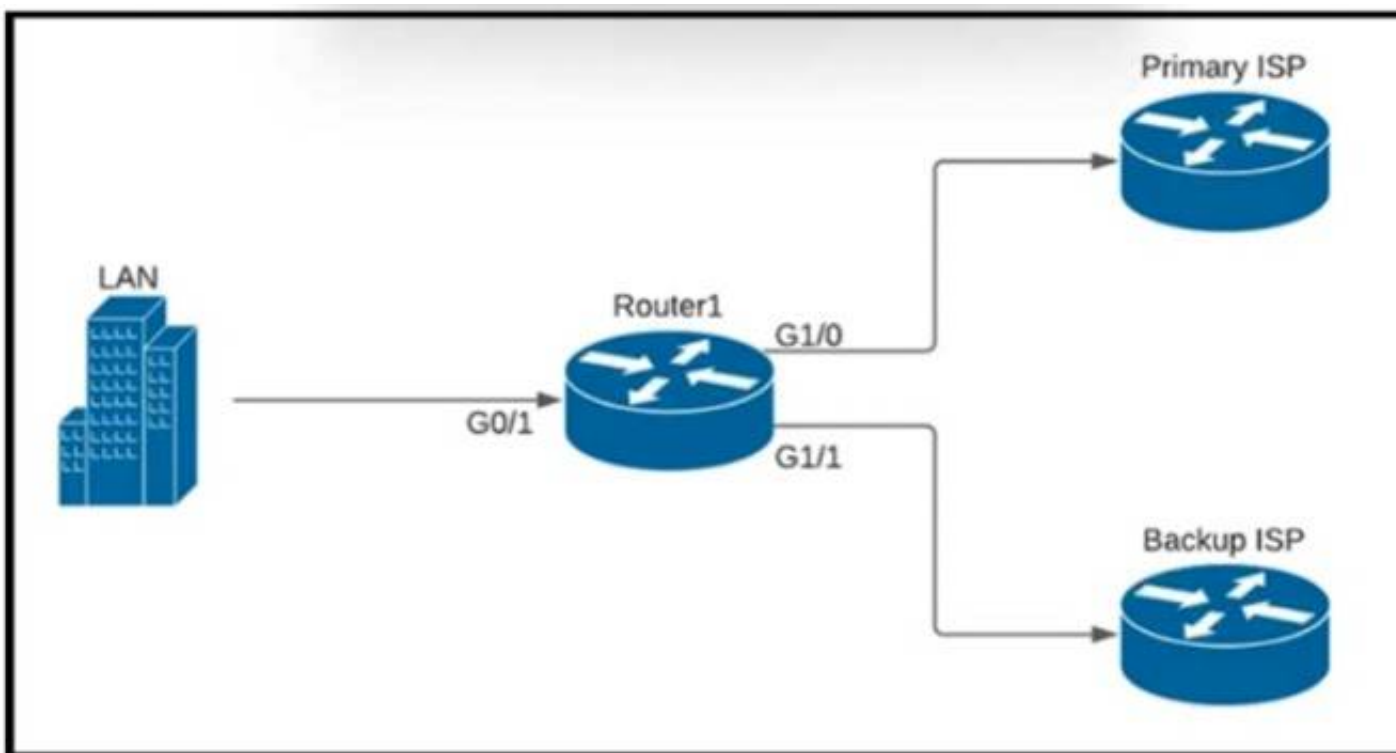 Primary ISP
LAN
Router1
G1/0
G0/1
G1/1
Backup ISP